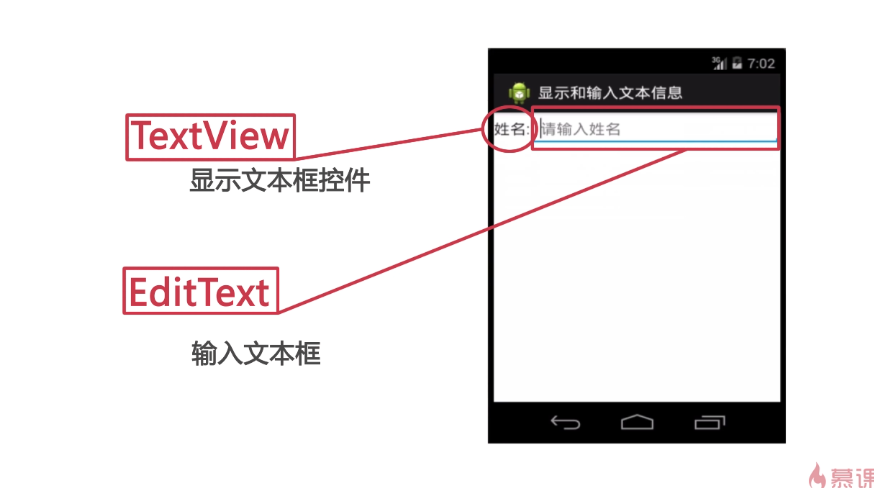 3G 7:02
显示和输入文本信息
TextView
姓名: 请输入姓名
显示文本框控件
EditText
输入文本框
慕课